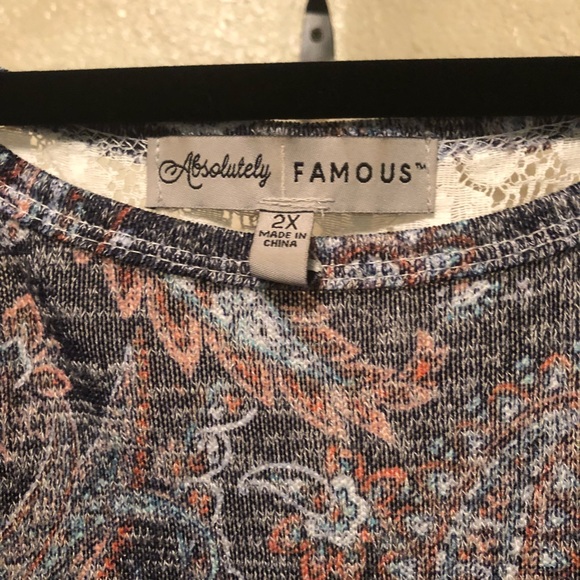 Absolutely FAMOUS™
2X
MADE IN
CHINA